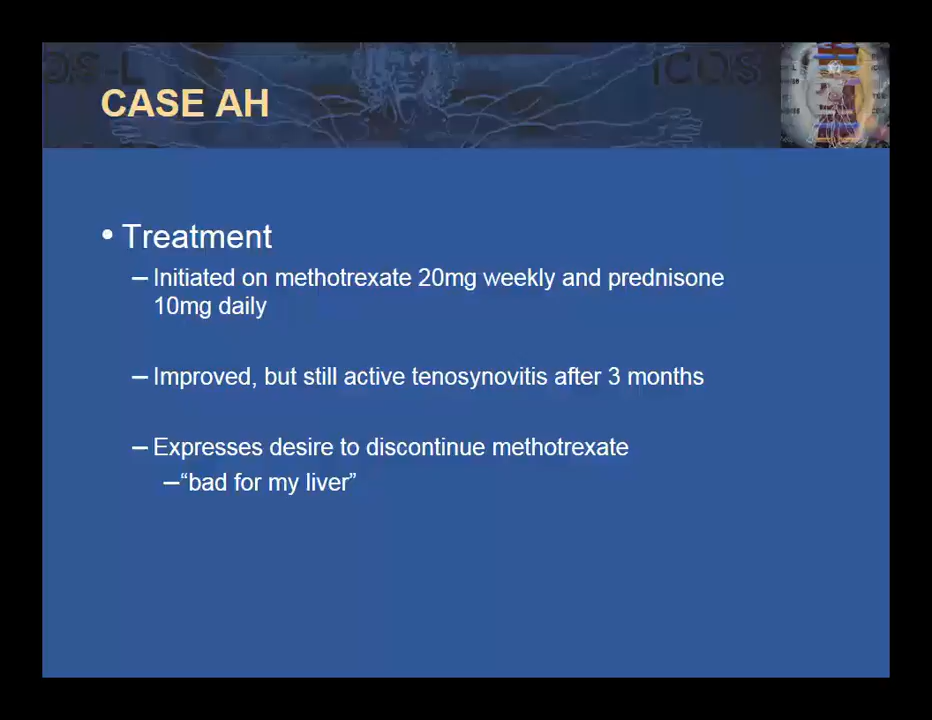 CASE AH
• Treatment
– Initiated on methotrexate 20mg weekly and prednisone
10mg daily
– Improved, but still active tenosynovitis after 3 months
– Expresses desire to discontinue methotrexate
–“bad for my liver”